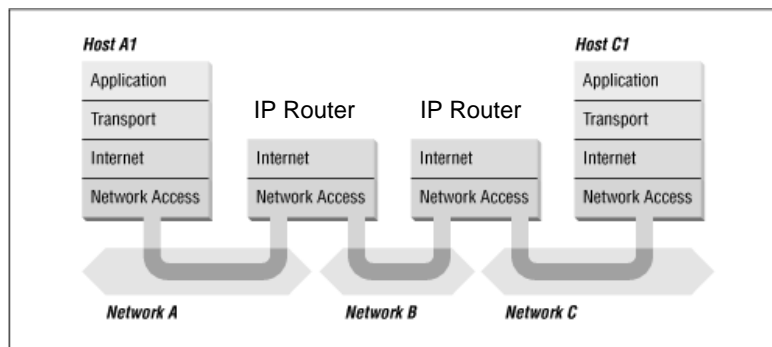 Host A1
Application
Transport
Internet
Network Access
IP Router
Internet
Network Access
IP Router
Internet
Network Access
Host C1
Application
Transport
Internet
Network Access
Network A
Network B
Network C